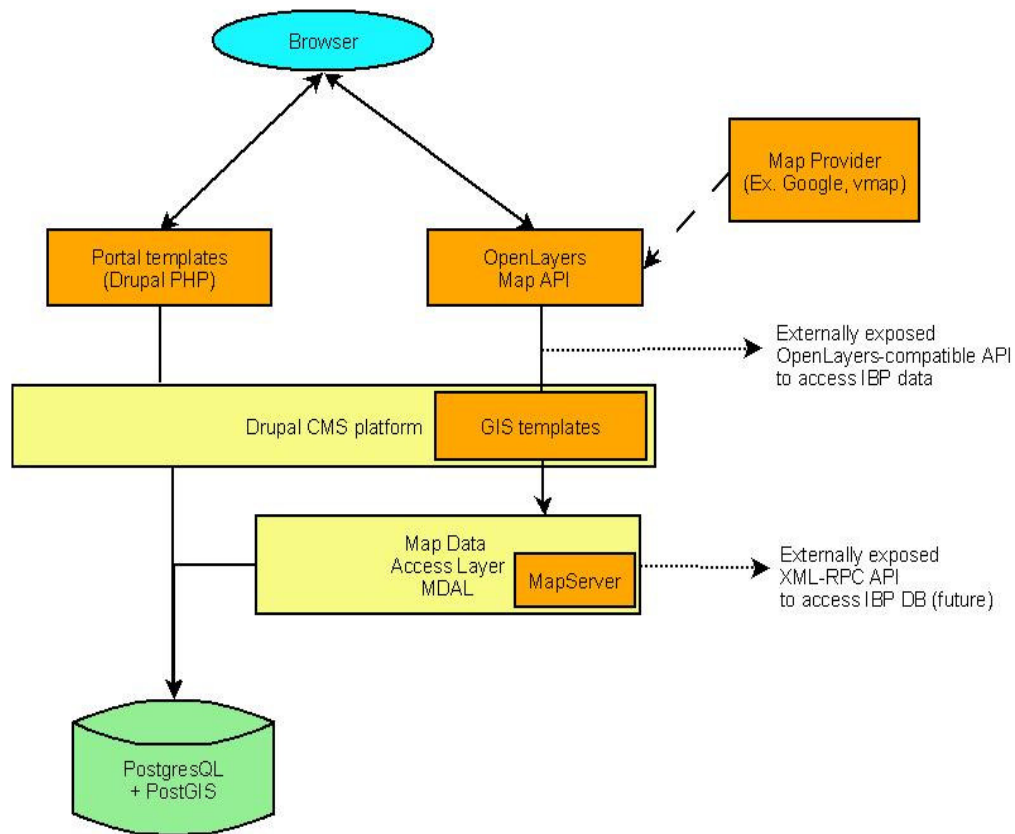 Browser
Map Provider
(Ex. Google, vmap)
Portal templates
(Drupal PHP)
OpenLayers
Map API
Externally exposed
OpenLayers-compatible API
to access IBP data
Drupal CMS platform
GIS templates
Map Data
Access Layer
MDAL
MapServer
Externally exposed
XML-RPC API
to access IBP DB (future)
PostgresQL
+ PostGIS